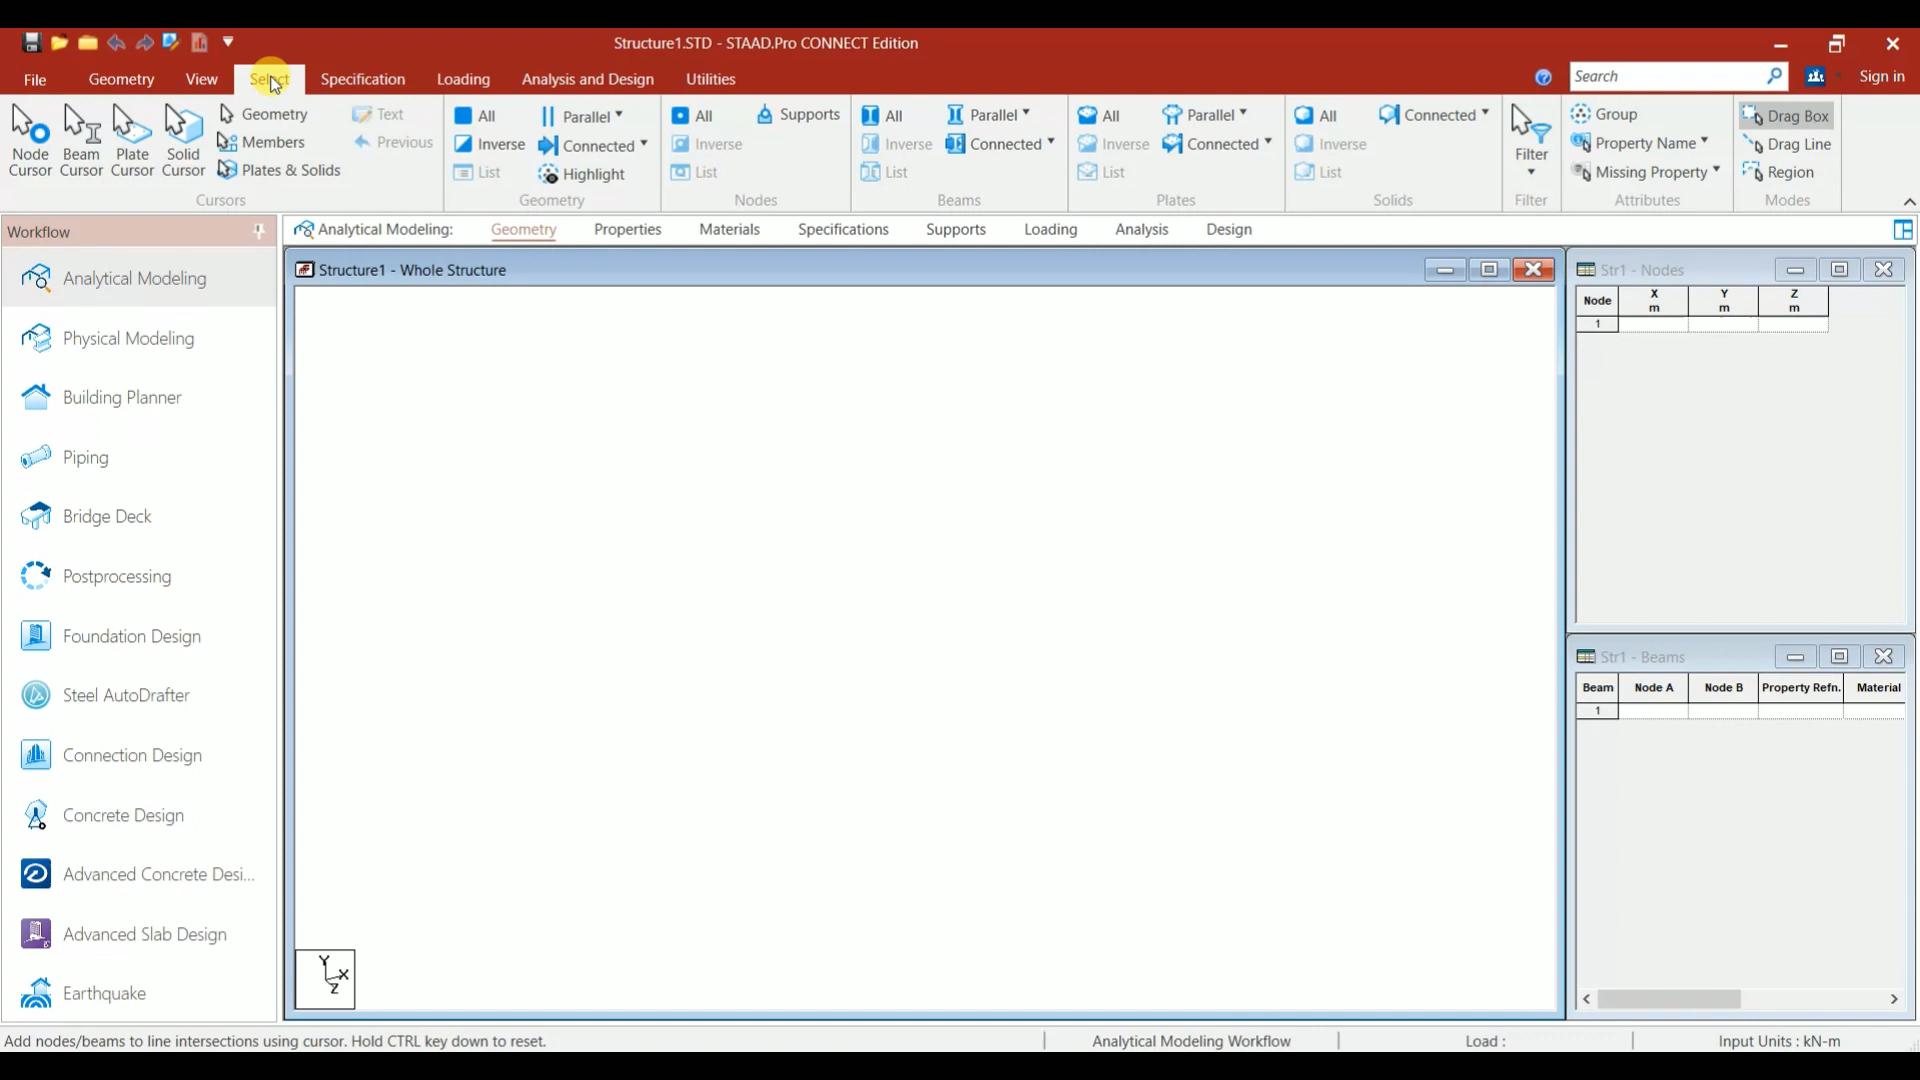 Structure1.STD - STAAD.Pro CONNECT Edition
File Geometry View Select Specification Loading Analysis and Design Utilities Search Sign in
Node Cursor
Beam Cursor
Plate Cursor
Solid Cursor
Geometry
Members
Plates & Solids
Text
Previous
Cursors
All
Inverse
List
Parallel
Connected
Highlight
Geometry
All
Inverse
List
Supports
Nodes
All
Inverse
List
Parallel
Connected
Beams
All
Inverse
List
Parallel
Connected
Plates
All
Inverse
List
Connected
Solids
Filter
Filter
Group
Property Name
Missing Property
Attributes
Drag Box
Drag Line
Region
Modes
Workflow
Analytical Modeling
Physical Modeling
Building Planner
Piping
Bridge Deck
Postprocessing
Foundation Design
Steel AutoDrafter
Connection Design
Concrete Design
Advanced Concrete Desi...
Advanced Slab Design
Earthquake
Analytical Modeling: Geometry Properties Materials Specifications Supports Loading Analysis Design
Structure1 - Whole Structure
Y
X
Z
Str1 - Nodes
Node X m Y m Z m
1
Str1 - Beams
Beam Node A Node B Property Refn. Material
1
Add nodes/beams to line intersections using cursor. Hold CTRL key down to reset.
Analytical Modeling Workflow
Load :
Input Units : kN-m